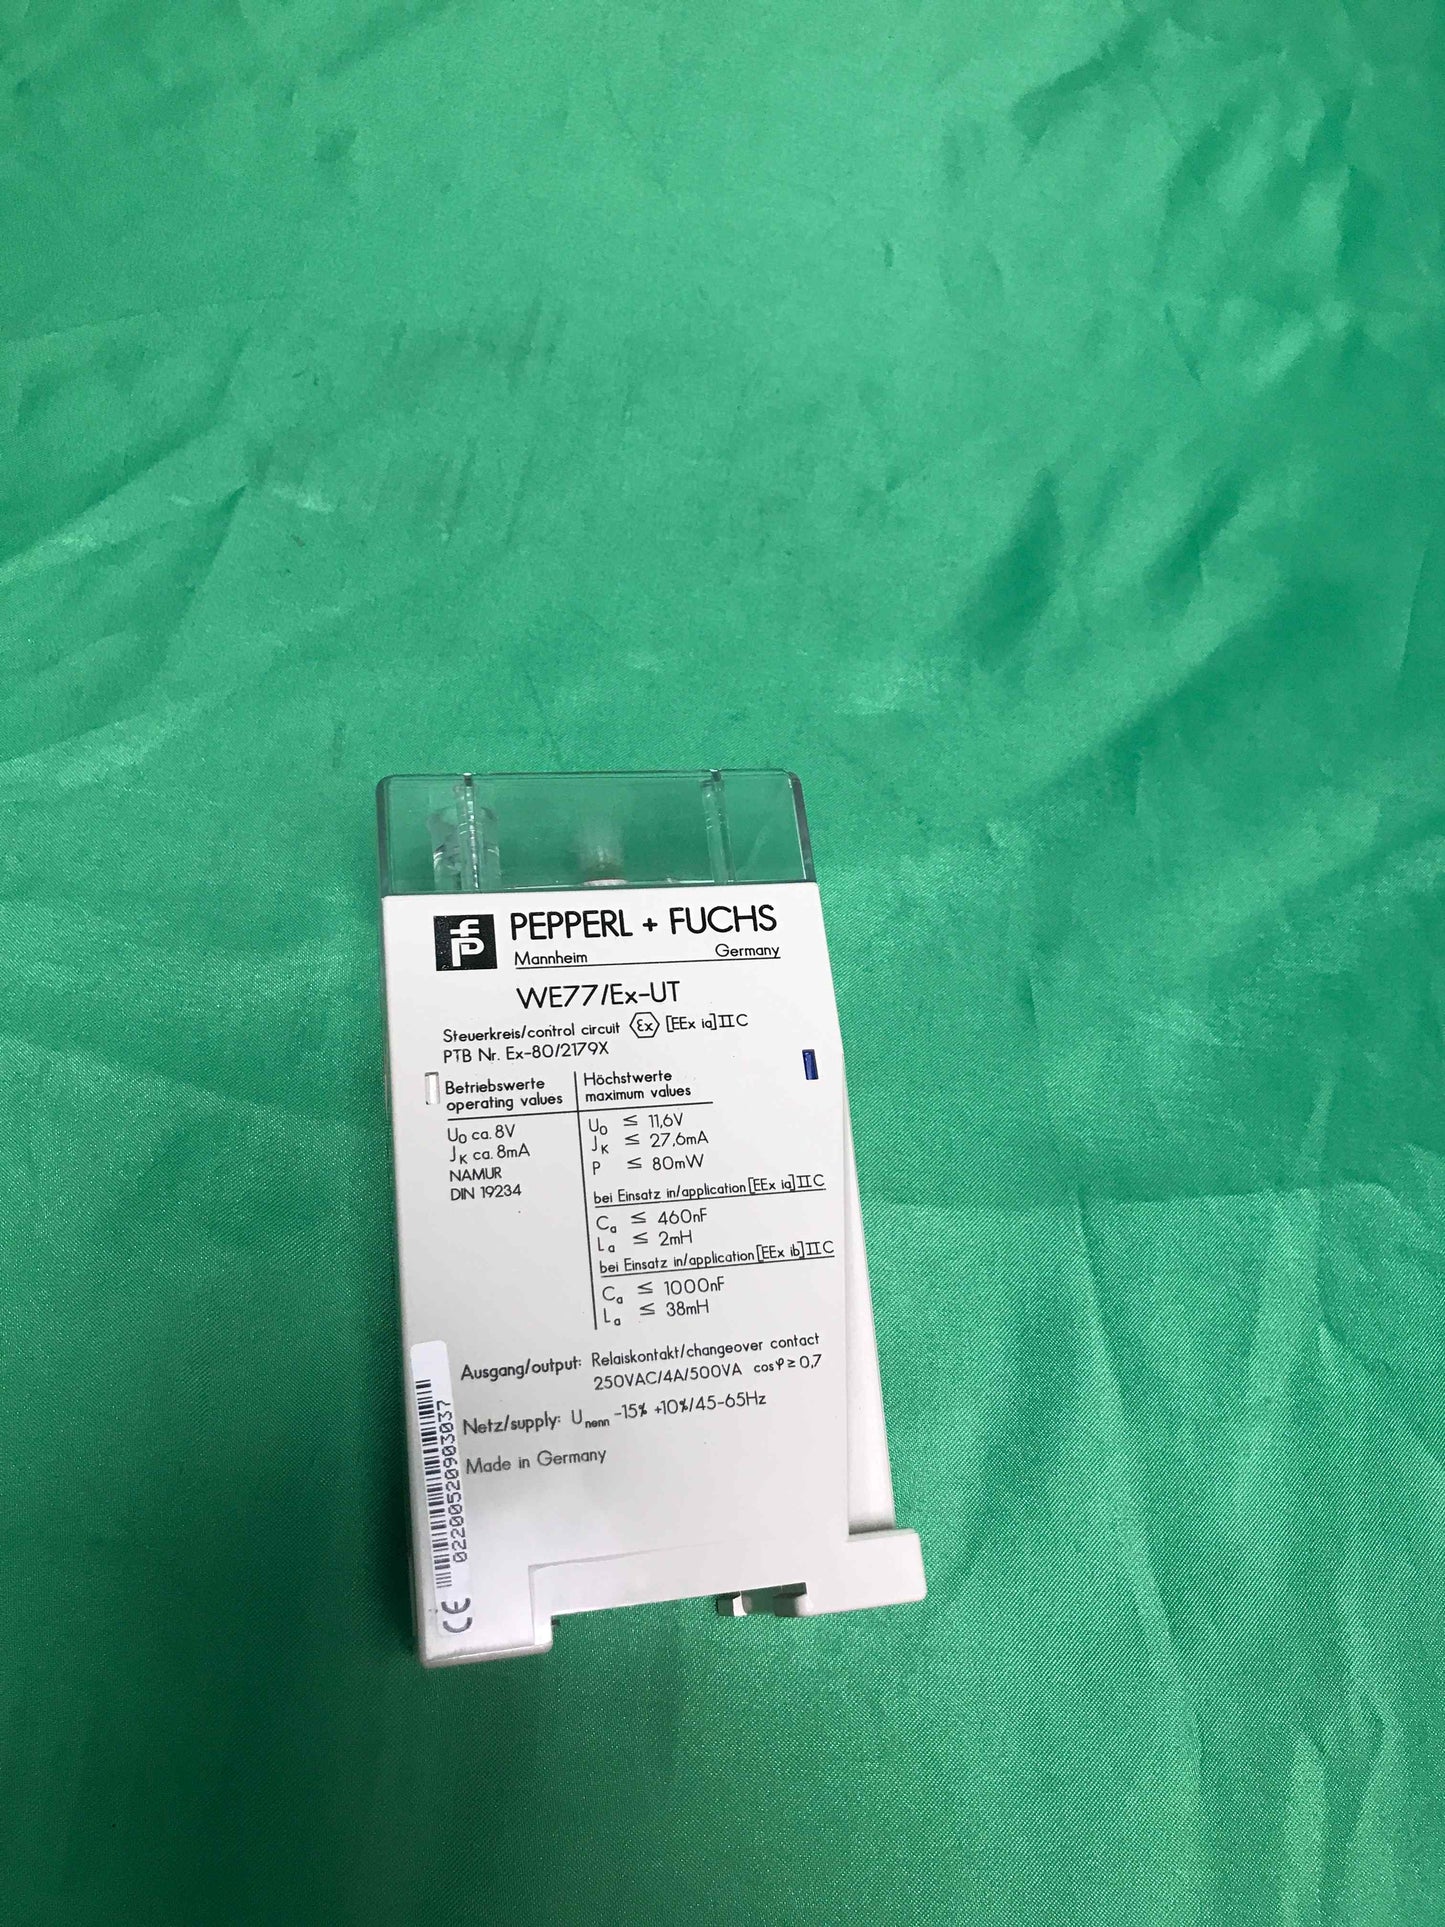 PEPPERL + FUCHS
Mannheim Germany
WE77/Ex-UT
Steuerkreis/control circuit Ex [EEx ia]IIC
PTB Nr. Ex-80/2179X
Betriebswerte
operating values
Uo ca. 8V
JK ca. 8mA
NAMUR
DIN 19234
Höchstwerte
maximum values
Uo ≤ 11,6V
JK ≤ 27,6mA
P ≤ 80mW
bei Einsatz in/application [EEx ia]IIC
Ca ≤ 460nF
La ≤ 2mH
bei Einsatz in/application [EEx ib]IIC
Ca ≤ 1000nF
La ≤ 38mH
Ausgang/output: Relaiskontakt/changeover contact
250VAC/4A/500VA cosφ ≥ 0,7
Netz/supply: Unenn -15% +10%/45-65Hz
Made in Germany
02200520903037
CE